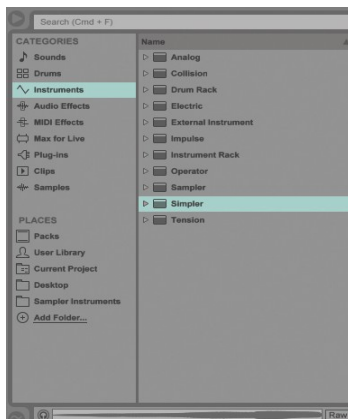 Search (Cmd + F)
CATEGORIES
Sounds
Drums
Instruments
Audio Effects
MIDI Effects
Max for Live
Plug-ins
Clips
Samples
PLACES
Packs
User Library
Current Project
Desktop
Sampler Instruments
Add Folder...
Name
Analog
Collision
Drum Rack
Electric
External Instrument
Impulse
Instrument Rack
Operator
Sampler
Simpler
Tension
Raw